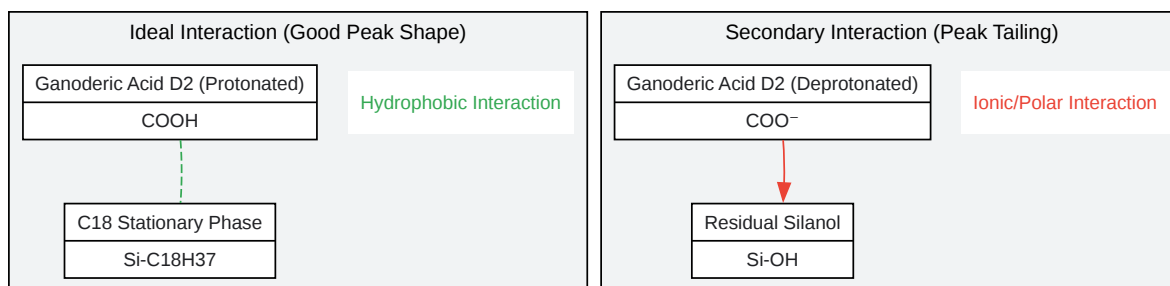 Ideal Interaction (Good Peak Shape)
Ganoderic Acid D2 (Protonated)
COOH
Hydrophobic Interaction
C18 Stationary Phase
Si-C18H37
Secondary Interaction (Peak Tailing)
Ganoderic Acid D2 (Deprotonated)
COO⁻
Ionic/Polar Interaction
Residual Silanol
Si-OH